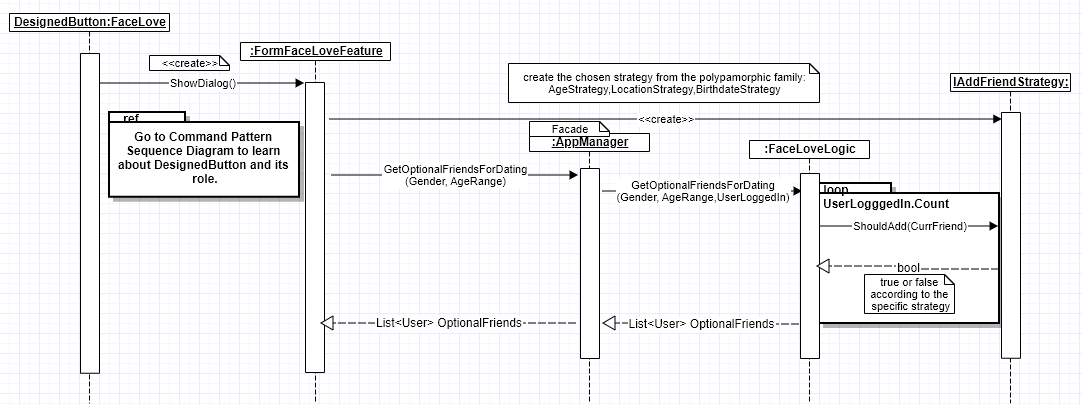 DesignedButton:FaceLove
:FormFaceLoveFeature
<<create>>
ShowDialog()
create the chosen strategy from the polypamorphic family:
AgeStrategy,LocationStrategy,BirthdateStrategy
IAddFriendStrategy:
<<create>>
ref
Go to Command Pattern
Sequence Diagram to learn
about DesignedButton and its
role.
Facade
:AppManager
:FaceLoveLogic
GetOptionalFriendsForDating
(Gender, AgeRange)
GetOptionalFriendsForDating
(Gender, AgeRange,UserLoggedIn)
loop
UserLogggedIn.Count
ShouldAdd(CurrFriend)
bool
true or false
according to the
specific strategy
List<User> OptionalFriends
List<User> OptionalFriends